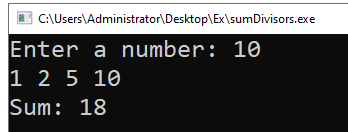 C:\Users\Administrator\Desktop\Ex\sumDivisors.exe
Enter a number: 10
1 2 5 10
Sum: 18